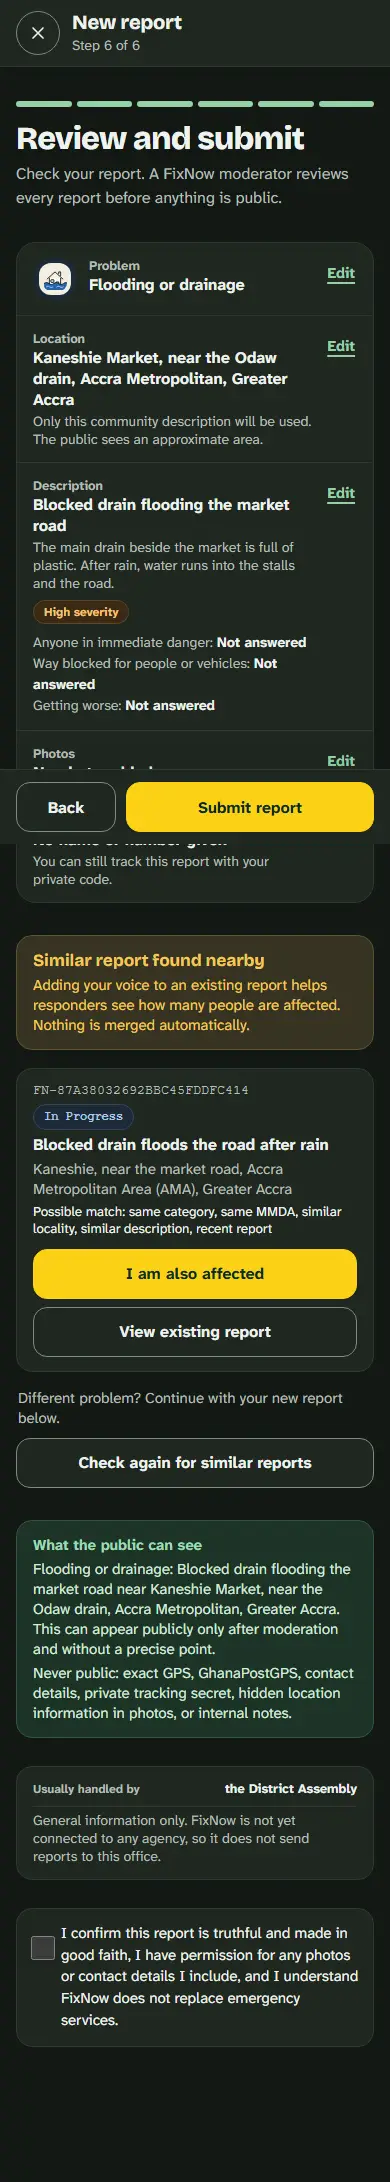 New report
Step 6 of 6
Review and submit
Check your report. A FixNow moderator reviews
every report before anything is public.
Problem
Flooding or drainage
Edit
Location
Kaneshie Market, near the Odaw
drain, Accra Metropolitan, Greater
Accra
Edit
Only this community description will be used.
The public sees an approximate area.
Description
Blocked drain flooding the market
road
Edit
The main drain beside the market is full of
plastic. After rain, water runs into the stalls
and the road.
High severity
Anyone in immediate danger: Not answered
Way blocked for people or vehicles: Not
answered
Getting worse: Not answered
Photos
Edit
Back
Submit report
You can still track this report with your
private code.
Similar report found nearby
Adding your voice to an existing report helps
responders see how many people are affected.
Nothing is merged automatically.
FN-87A38032692BBC45FDDFC414
In Progress
Blocked drain floods the road after rain
Kaneshie, near the market road, Accra
Metropolitan Area (AMA), Greater Accra
Possible match: same category, same MMDA, similar
locality, similar description, recent report
I am also affected
View existing report
Different problem? Continue with your new report
below.
Check again for similar reports
What the public can see
Flooding or drainage: Blocked drain flooding the
market road near Kaneshie Market, near the
Odaw drain, Accra Metropolitan, Greater Accra.
This can appear publicly only after moderation
and without a precise point.
Never public: exact GPS, GhanaPostGPS, contact
details, private tracking secret, hidden location
information in photos, or internal notes.
Usually handled by
the District Assembly
General information only. FixNow is not yet
connected to any agency, so it does not send
reports to this office.
I confirm this report is truthful and made in
good faith, I have permission for any photos
or contact details I include, and I understand
FixNow does not replace emergency
services.